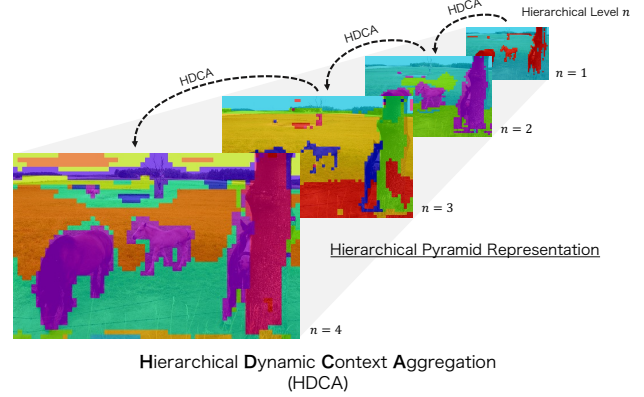 Hierarchical Level n
HDCA
HDCA
HDCA
n = 1
n = 2
n = 3
Hierarchical Pyramid Representation
n = 4
Hierarchical Dynamic Context Aggregation
(HDCA)